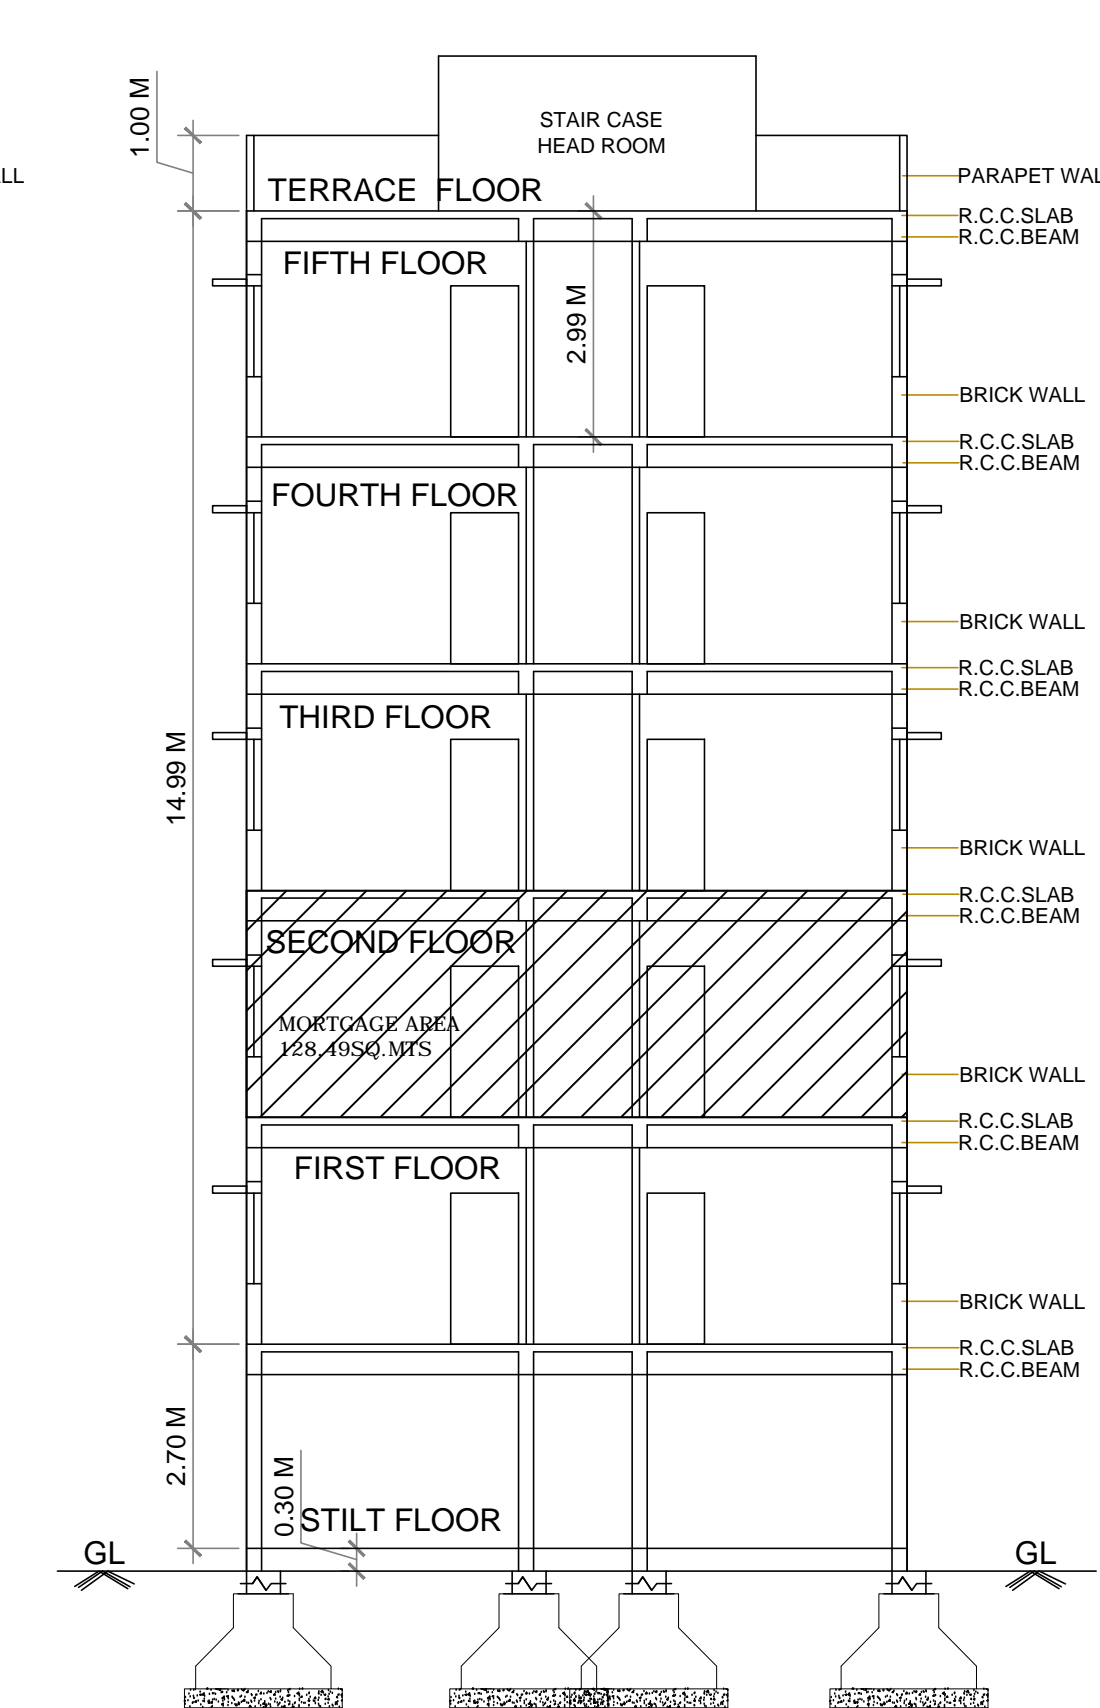 1.00 M
STAIR CASE
HEAD ROOM
LL
PARAPET WAL
TERRACE FLOOR
R.C.C.SLAB
R.C.C.BEAM
FIFTH FLOOR
2.99 M
BRICK WALL
R.C.C.SLAB
R.C.C.BEAM
FOURTH FLOOR
BRICK WALL
R.C.C.SLAB
R.C.C.BEAM
THIRD FLOOR
14.99 M
BRICK WALL
R.C.C.SLAB
R.C.C.BEAM
SECOND FLOOR
MORTGAGE AREA
128.49SQ.MTS
BRICK WALL
R.C.C.SLAB
R.C.C.BEAM
FIRST FLOOR
BRICK WALL
R.C.C.SLAB
R.C.C.BEAM
2.70 M
0.30 M
STILT FLOOR
GL
GL